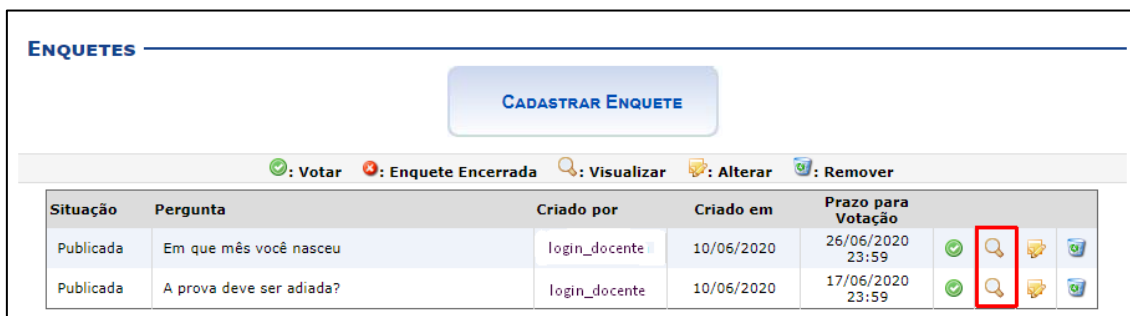 ENQUETES
CADASTRAR ENQUETE
: Votar : Enquete Encerrada : Visualizar : Alterar : Remover
Situação Pergunta Criado por Criado em Prazo para Votação
Publicada Em que mês você nasceu login_docente 10/06/2020 26/06/2020 23:59
Publicada A prova deve ser adiada? login_docente 10/06/2020 17/06/2020 23:59